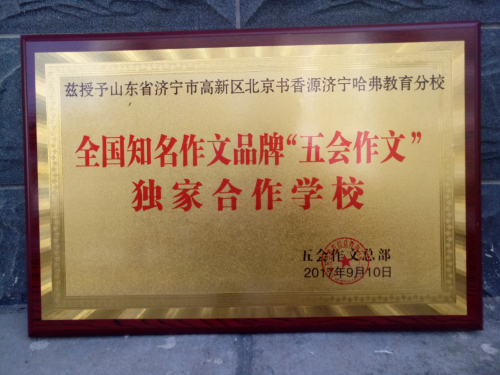 兹授予山东省济宁市高新区北京书香源济宁哈弗教育分校
全国知名作文品牌“五会作文”
独家合作学校
五会作文总部
2017年9月10日